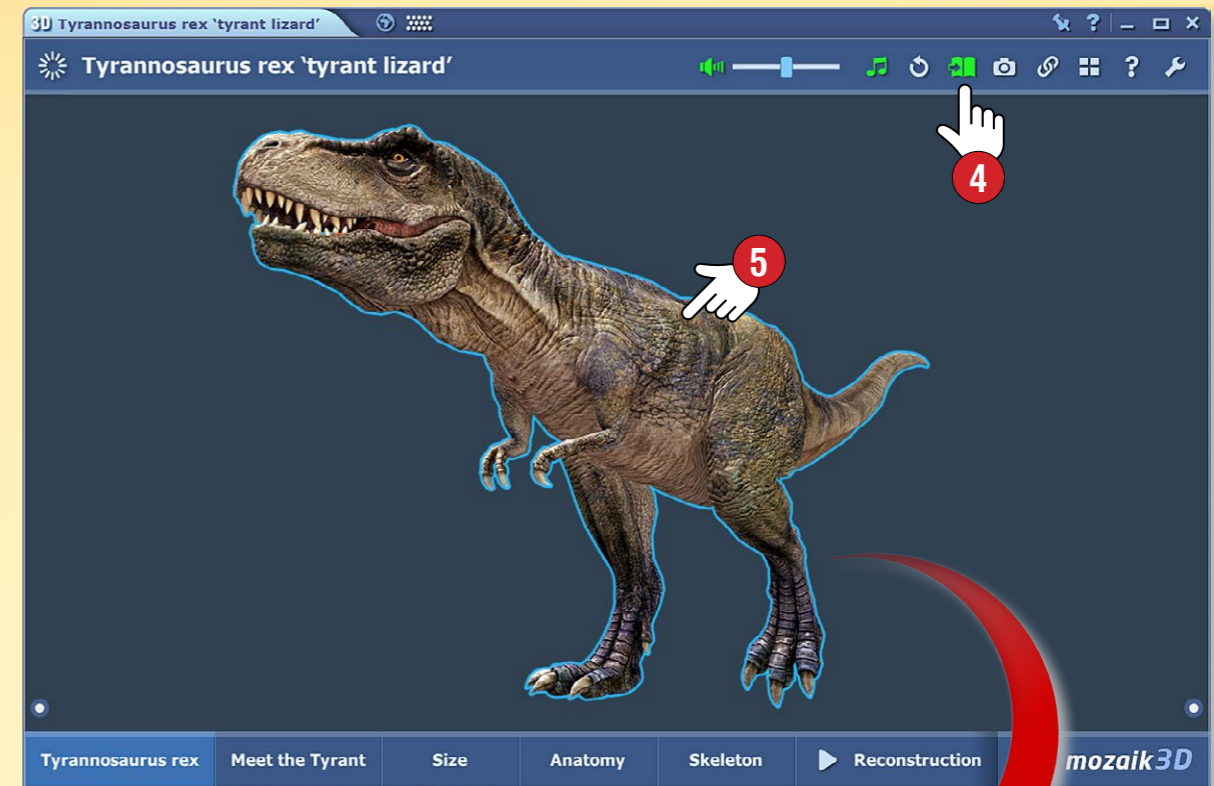 3D Tyrannosaurus rex ‘tyrant lizard’
Tyrannosaurus rex ‘tyrant lizard’
4
5
Tyrannosaurus rex Meet the Tyrant Size Anatomy Skeleton Reconstruction mozaik3D